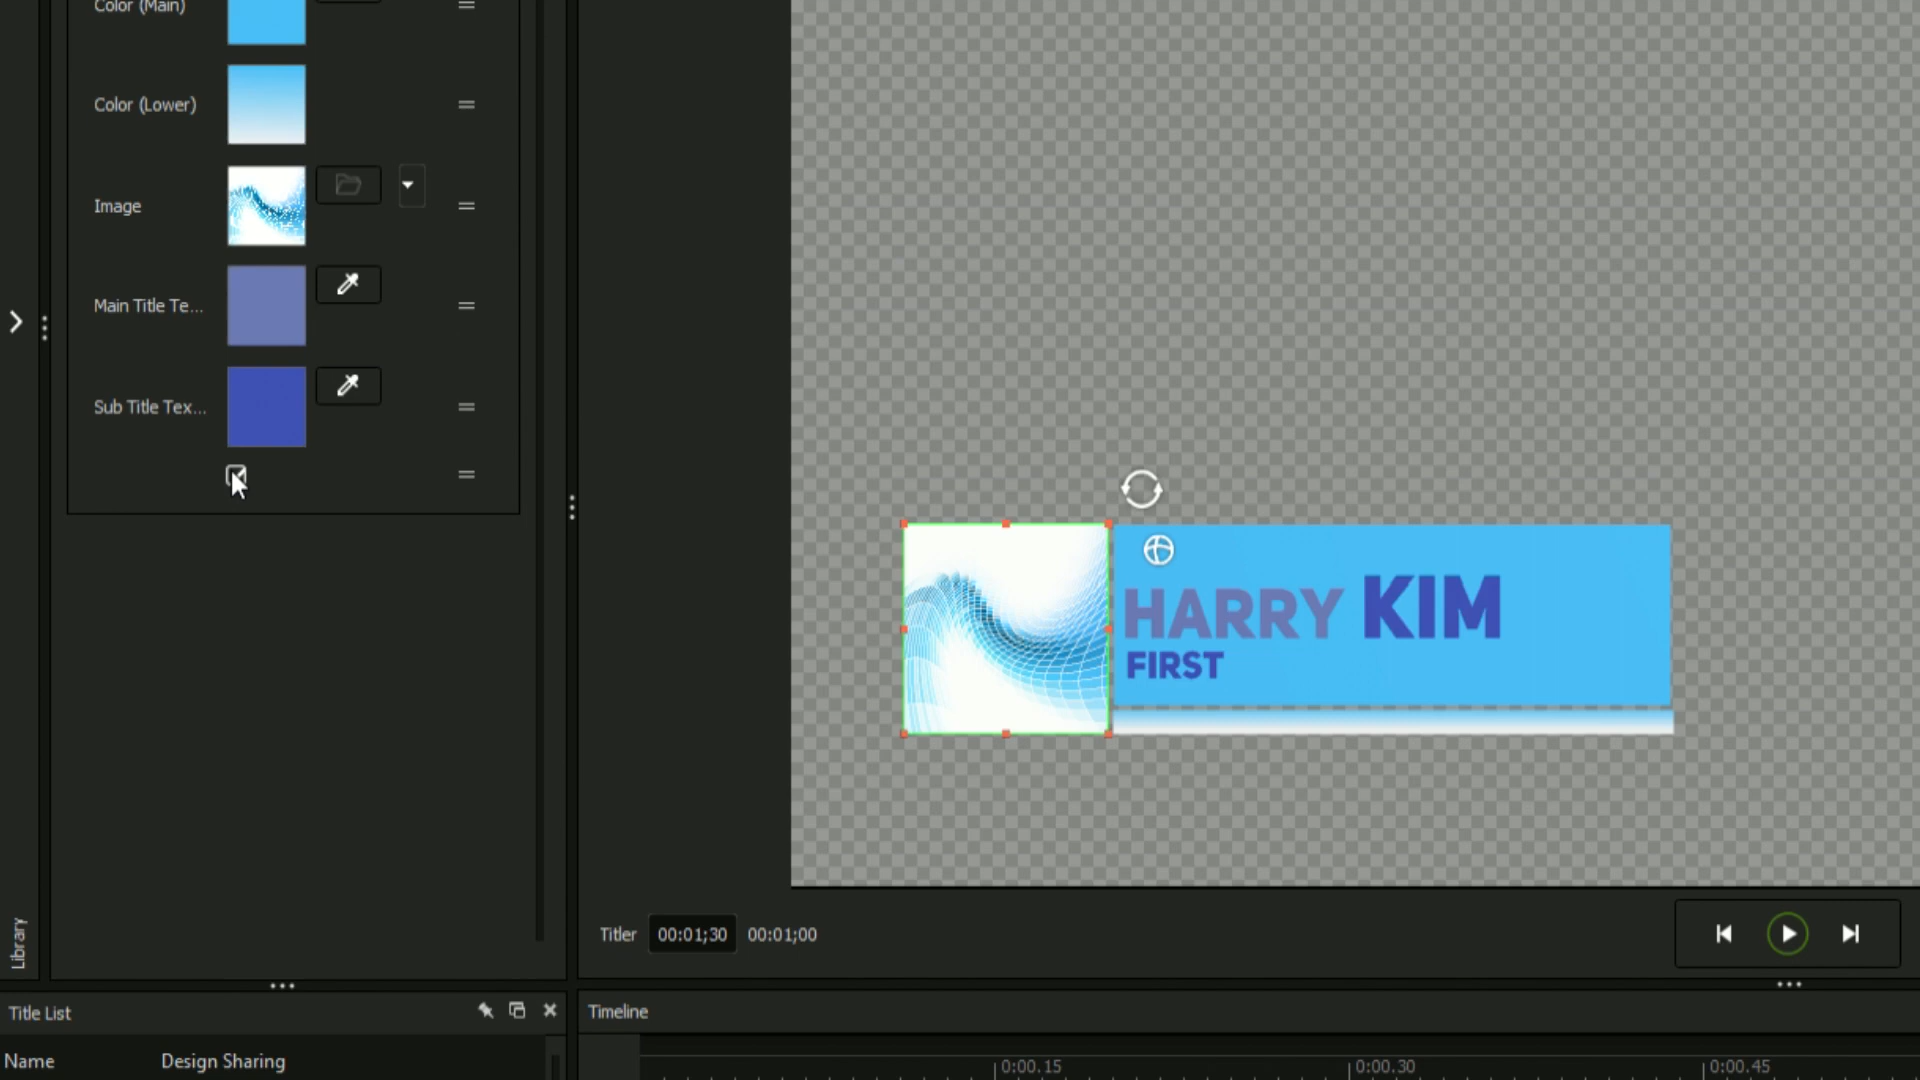 Color (Main)
Color (Lower)
Image
Main Title Te...
Sub Title Tex...
HARRY KIM
FIRST
Library
Titler 00:01;30 00:01;00
Title List
Timeline
Name Design Sharing
0:00.15 0:00.30 0:00.45